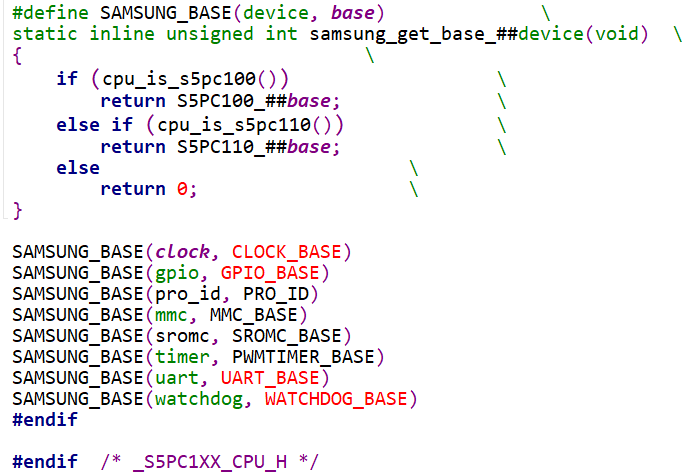 #define SAMSUNG_BASE(device, base) \
static inline unsigned int samsung_get_base_##device(void) \
{ \
    if (cpu_is_s5pc100()) \
        return S5PC100_##base; \
    else if (cpu_is_s5pc110()) \
        return S5PC110_##base; \
    else \
        return 0; \
}

SAMSUNG_BASE(clock, CLOCK_BASE)
SAMSUNG_BASE(gpio, GPIO_BASE)
SAMSUNG_BASE(pro_id, PRO_ID)
SAMSUNG_BASE(mmc, MMC_BASE)
SAMSUNG_BASE(sromc, SROMC_BASE)
SAMSUNG_BASE(timer, PWMTIMER_BASE)
SAMSUNG_BASE(uart, UART_BASE)
SAMSUNG_BASE(watchdog, WATCHDOG_BASE)
#endif

#endif /* _S5PC1XX_CPU_H */